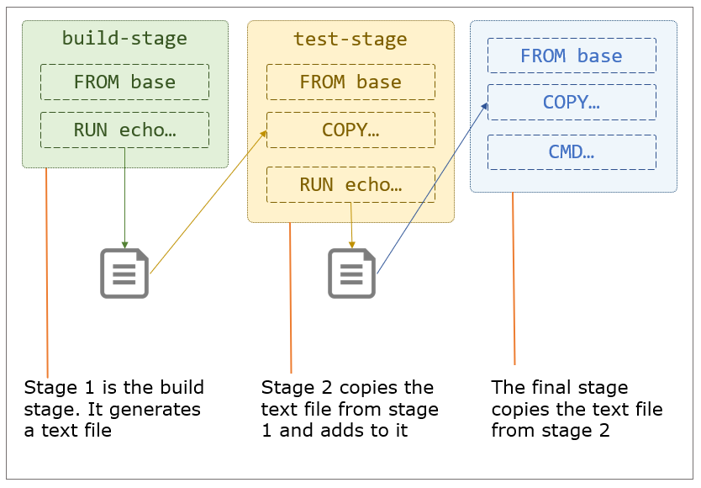 build-stage
FROM base
RUN echo…
test-stage
FROM base
COPY…
RUN echo…
FROM base
COPY…
CMD…
Stage 1 is the build
stage. It generates
a text file
Stage 2 copies the
text file from stage
1 and adds to it
The final stage
copies the text file
from stage 2